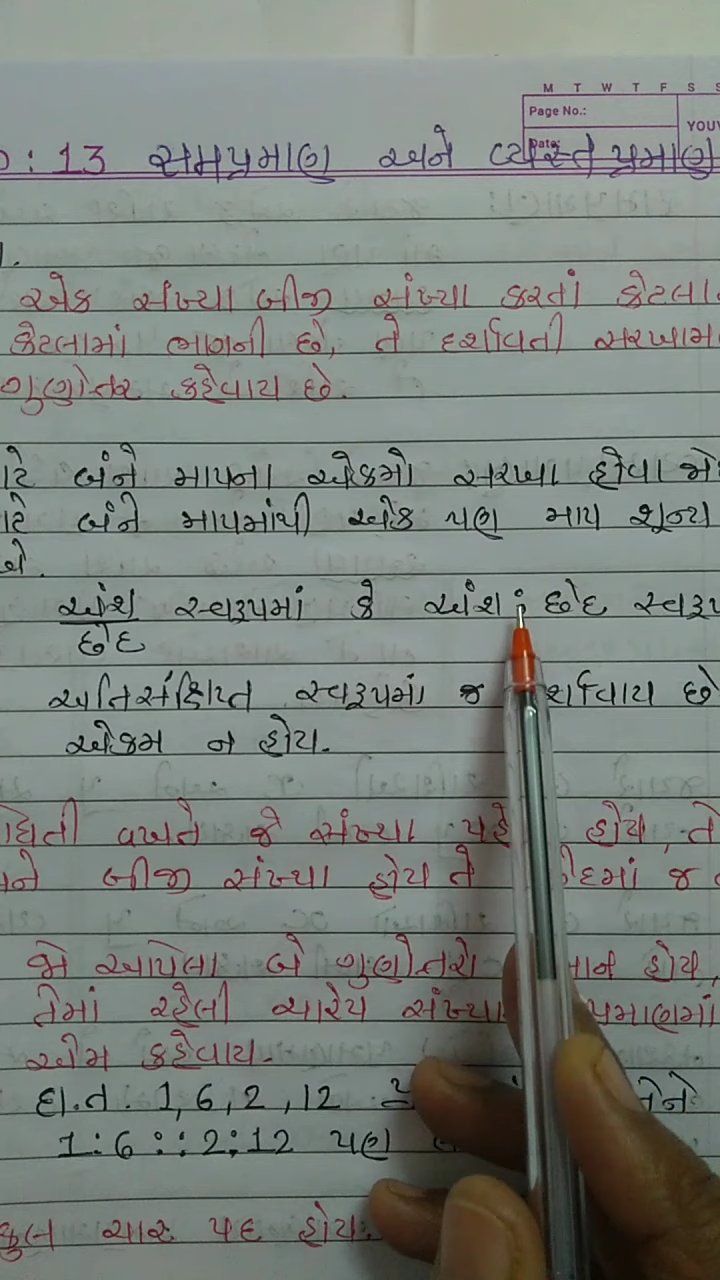 M T W T F S S
Page No.:
YOUV
Date:
: 13 સમપ્રમાણ અને વ્યસ્ત પ્રમાણ
1.
એક સંખ્યા બીજી સંખ્યા કરતાં કેટલા
કેટલામાં ભાગની છે, તે દર્શાવતી સરખામ
ગુણોત્તર કહેવાય છે.
ાટે બંને માપના એકમો સરખા હોવા જો
ાટે બંને માપમાંથી એક પણ માપ શૂન્ય
અંશ સ્વરૂપમાં કે અંશ : છેદ સ્વરૂપ
છેદ
અતિસંક્ષિપ્ત સ્વરૂપમાં જ ર્શાવાય છે
એકમ ન હોય.
ધિતી વખતે જે સંખ્યા પહે હોય, તે
ને બીજી સંખ્યા હોય તે ેદમાં જ
જો આપેલા બે ગુણોત્તરો ાન હોય,
તેમાં રહેલી ચારેય સંખ્યા પ્રમાણમાં
એમ કહેવાય.
દા.ત. 1, 6, 2, 12 તેને
1 : 6 :: 2 : 12 પણ
કુલ ચાર પદ હોય.